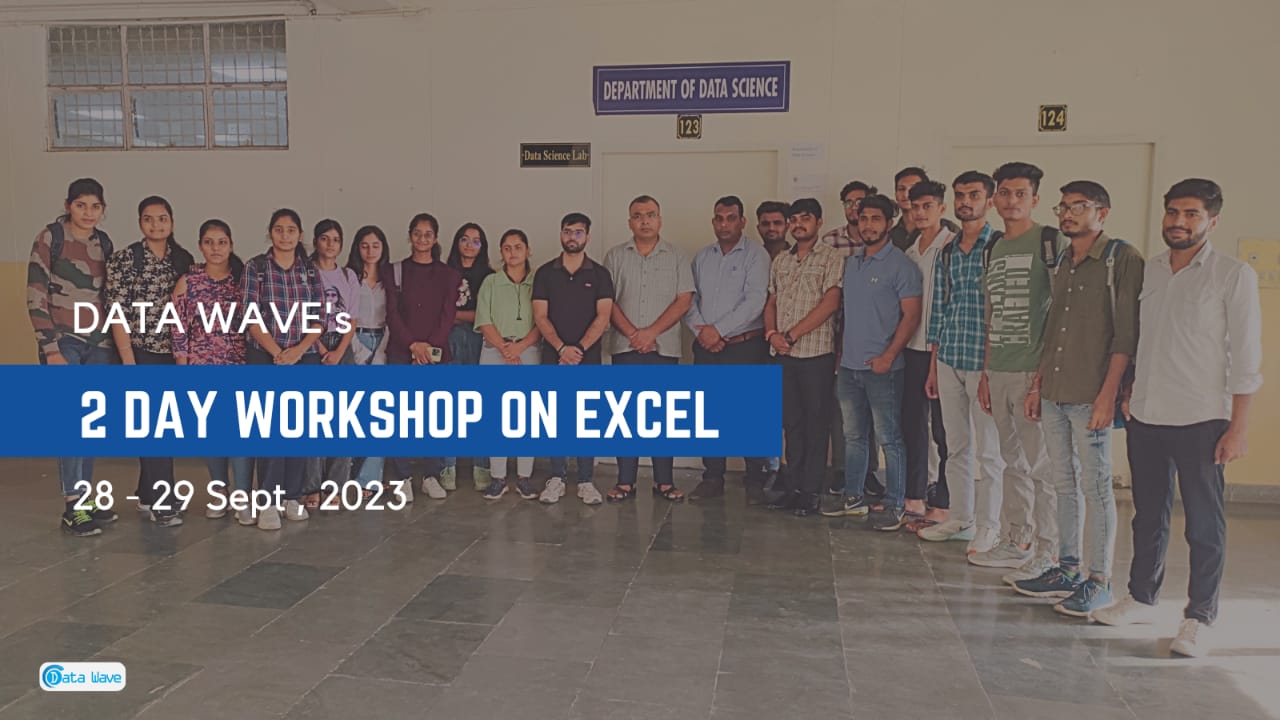 DEPARTMENT OF DATA SCIENCE
123
124
Data Science Lab
DATA WAVE's
2 DAY WORKSHOP ON EXCEL
28 - 29 Sept , 2023
Data Wave